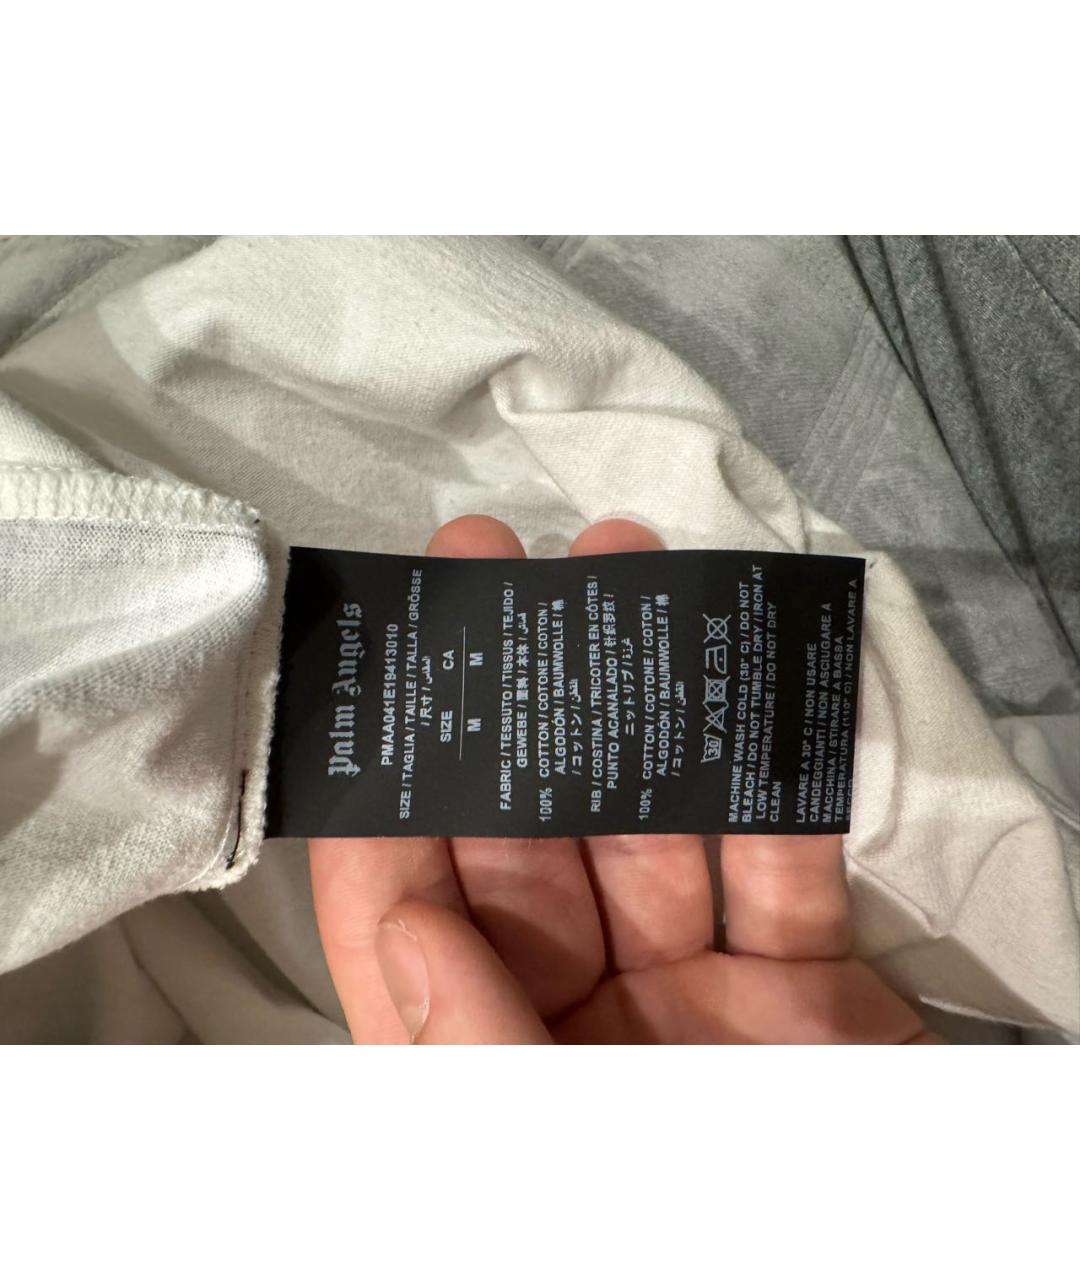 Palm Angels
PMAA041E19413010
SIZE / TAGLIA / TAILLE / TALLA / GRÖSSE
/ 尺寸 / المقاس
SIZE CA
M M
FABRIC / TESSUTO / TISSUS / TEJIDO /
GEWEBE / 面料 / 本体 / قماش
100% COTTON / COTONE / COTON /
ALGODÓN / BAUMWOLLE / 棉
/ コットン / القطن
RIB / COSTINA / TRICOTER EN CÔTES /
PUNTO ACANALADO / 针织罗纹 /
ニットリブ / غرزة
100% COTTON / COTONE / COTON /
ALGODÓN / BAUMWOLLE / 棉
/ コットン / القطن
30
MACHINE WASH COLD (30° C) / DO NOT
BLEACH / DO NOT TUMBLE DRY / IRON AT
LOW TEMPERATURE / DO NOT DRY
CLEAN
LAVARE A 30° C / NON USARE
CANDEGGIANTI / NON ASCIUGARE A
MACCHINA / STIRARE A BASSA
TEMPERATURA (110° C) / NON LAVARE A